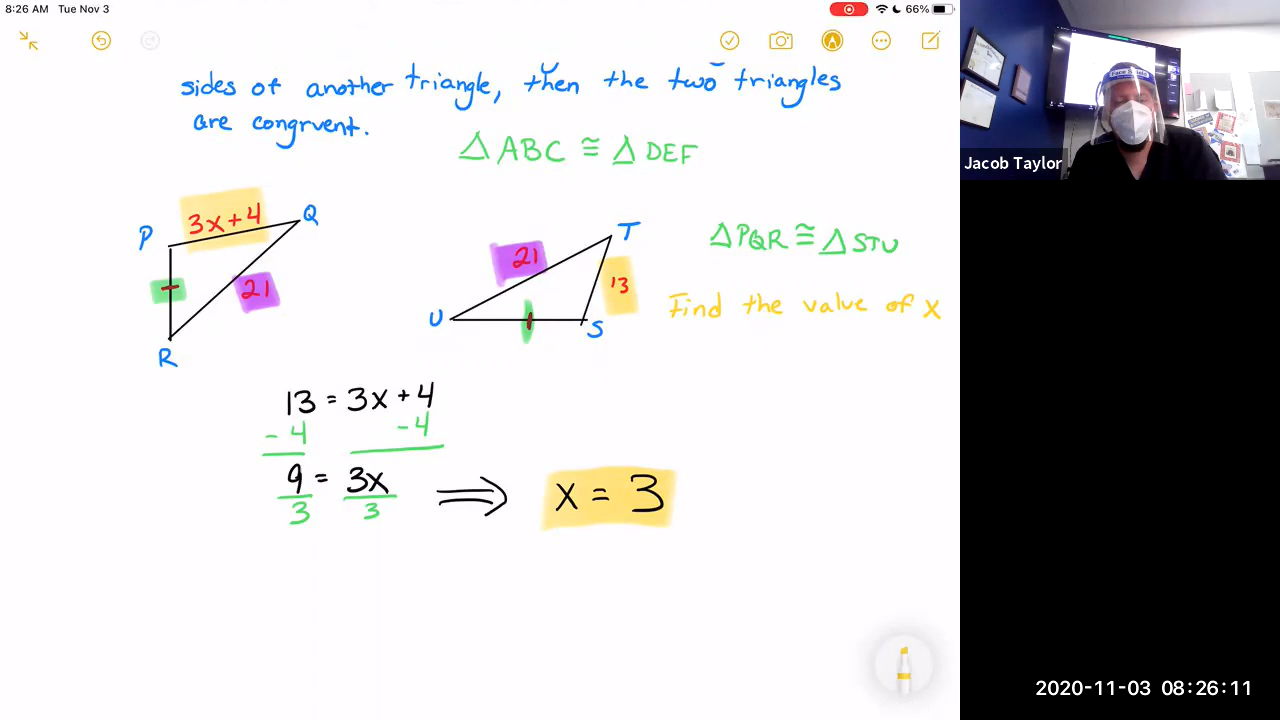 8:26 AM Tue Nov 3
66%
sides of another triangle, then the two triangles
are congruent.
△ABC ≅ △DEF
3x+4
P
Q
21
R
T
21
13
U
S
△PQR ≅ △STU
Find the value of x
13 = 3x + 4
- 4 - 4
9 = 3x
3 3
⟹ x = 3
Jacob Taylor
Face Shield
2020-11-03 08:26:11